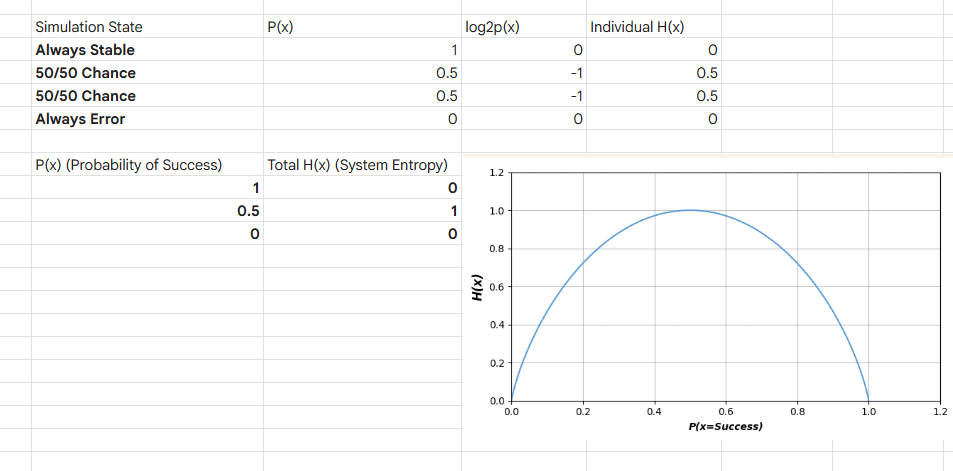 Simulation State P(x) log2p(x) Individual H(x)
Always Stable 1 0 0
50/50 Chance 0.5 -1 0.5
50/50 Chance 0.5 -1 0.5
Always Error 0 0 0
P(x) (Probability of Success) Total H(x) (System Entropy)
1 0
0.5 1
0 0
1.2
1.0
0.8
0.6
0.4
0.2
0.0
H(x)
0.0 0.2 0.4 0.6 0.8 1.0 1.2
P(x=Success)